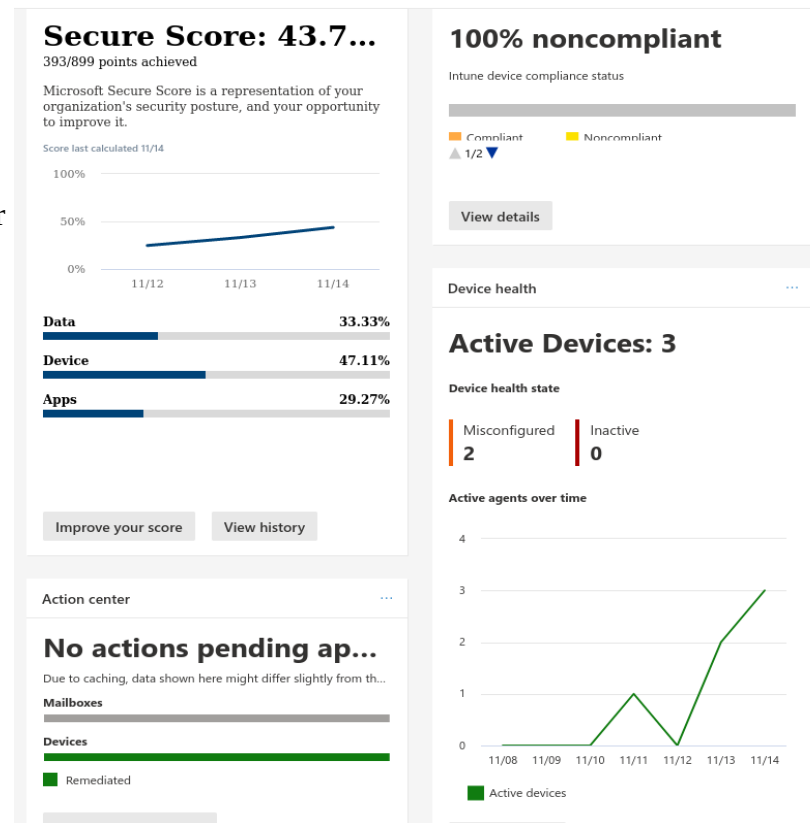 Secure Score: 43.7...
393/899 points achieved
Microsoft Secure Score is a representation of your
organization's security posture, and your opportunity
to improve it.
Score last calculated 11/14
100%
50%
0%
11/12 11/13 11/14
Data 33.33%
Device 47.11%
Apps 29.27%
Improve your score View history
Action center ...
No actions pending ap...
Due to caching, data shown here might differ slightly from th...
Mailboxes
Devices
Remediated
100% noncompliant
Intune device compliance status
Compliant Noncompliant
1/2
View details
Device health ...
Active Devices: 3
Device health state
Misconfigured Inactive
2 0
Active agents over time
4
3
2
1
0
11/08 11/09 11/10 11/11 11/12 11/13 11/14
Active devices